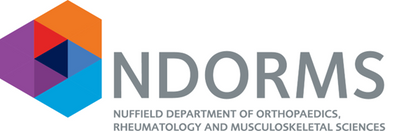 NDORMS
NUFFIELD DEPARTMENT OF ORTHOPAEDICS,
RHEUMATOLOGY AND MUSCULOSKELETAL SCIENCES